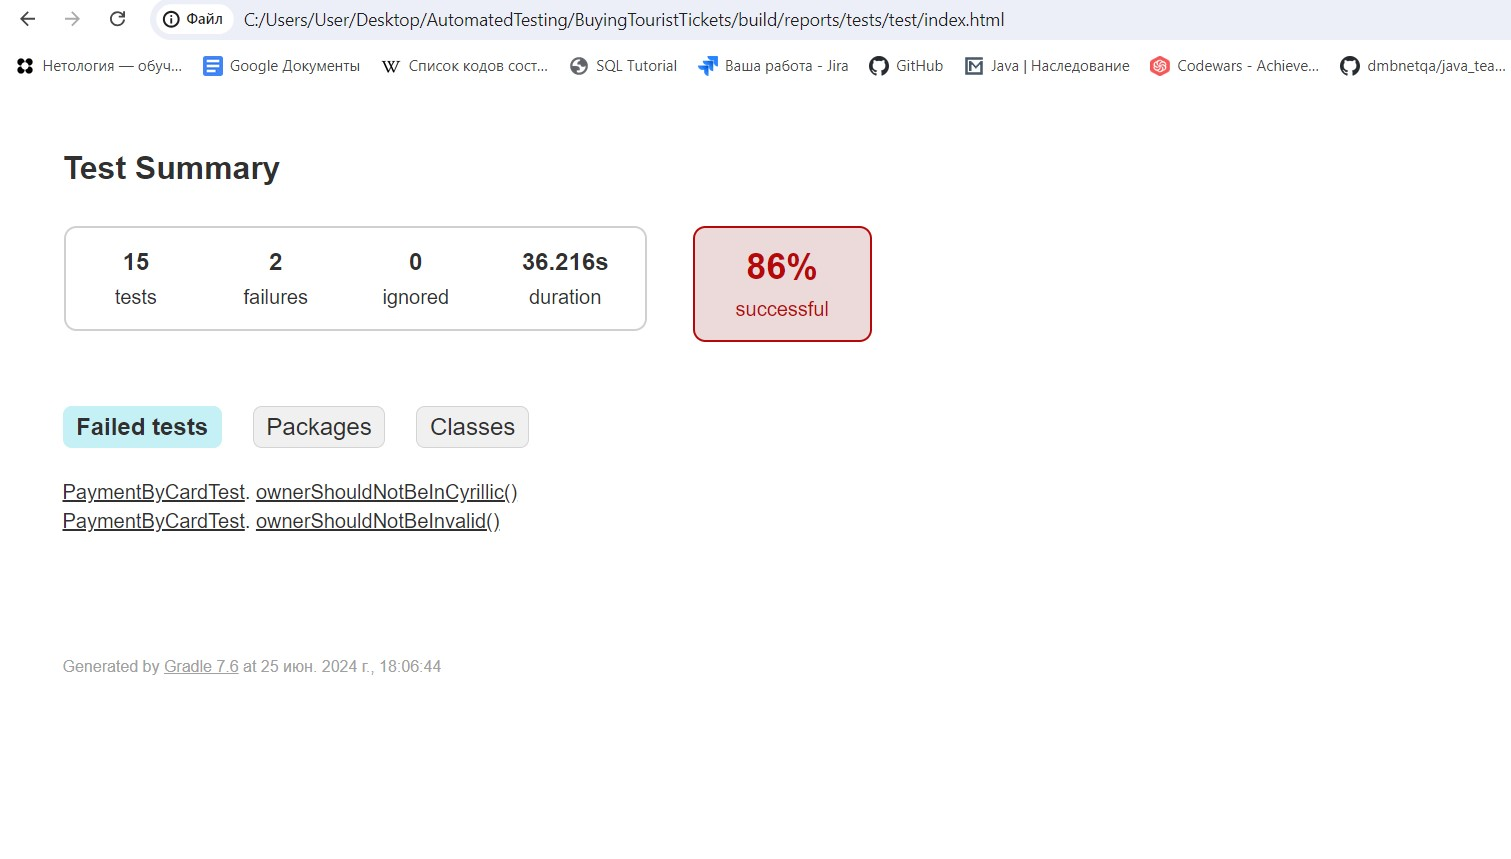 Файл C:/Users/User/Desktop/AutomatedTesting/BuyingTouristTickets/build/reports/tests/test/index.html
Нетология — обуч... Google Документы Список кодов сост... SQL Tutorial Ваша работа - Jira GitHub Java | Наследование Codewars - Achieve... dmbnetqa/java_tea...
Test Summary
15 2 0 36.216s
tests failures ignored duration
86%
successful
Failed tests Packages Classes
PaymentByCardTest. ownerShouldNotBeInCyrillic()
PaymentByCardTest. ownerShouldNotBeInvalid()
Generated by Gradle 7.6 at 25 июн. 2024 г., 18:06:44